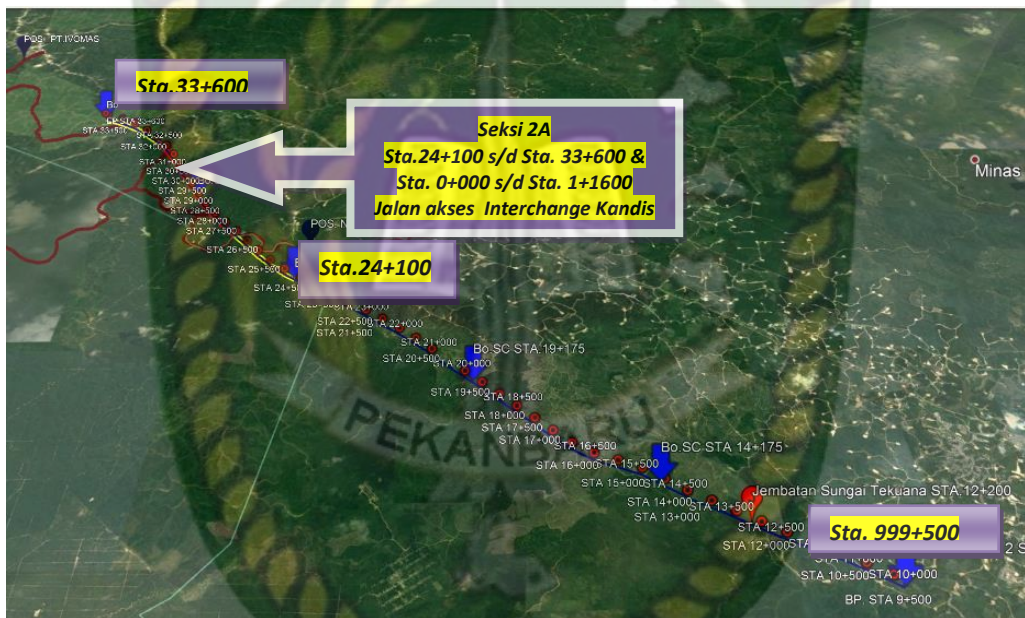 POS- PT.IVOMAS
Sta.33+600
STA 33+500
STA 32+500
STA 32+000
STA 31+000
Seksi 2A
Sta.24+100 s/d Sta. 33+600 &
Sta. 0+000 s/d Sta. 1+1600
Jalan akses Interchange Kandis
Minas
STA 29+500
STA 29+000
STA 28+500
STA 28+000
STA 27+500
STA 26+500
STA 25+500
Sta.24+100
STA 22+500
STA 22+000
STA 21+500
STA 21+000
STA 20+500
Bo.SC STA.19+175
STA 20+000
STA 19+500
STA 18+500
STA 18+000
STA 17+500
STA 17+000
PEKANBARU
STA 16+500
Bo.SC STA 14+175
STA 16+000
STA 15+500
STA 15+000
STA 14+500
STA 14+000
STA 13+500
STA 13+000
Jembatan Sungai Tekuana STA.12+200
STA 12+500
STA 12+000
Sta. 999+500
STA 10+500
STA 10+000
BP. STA 9+500